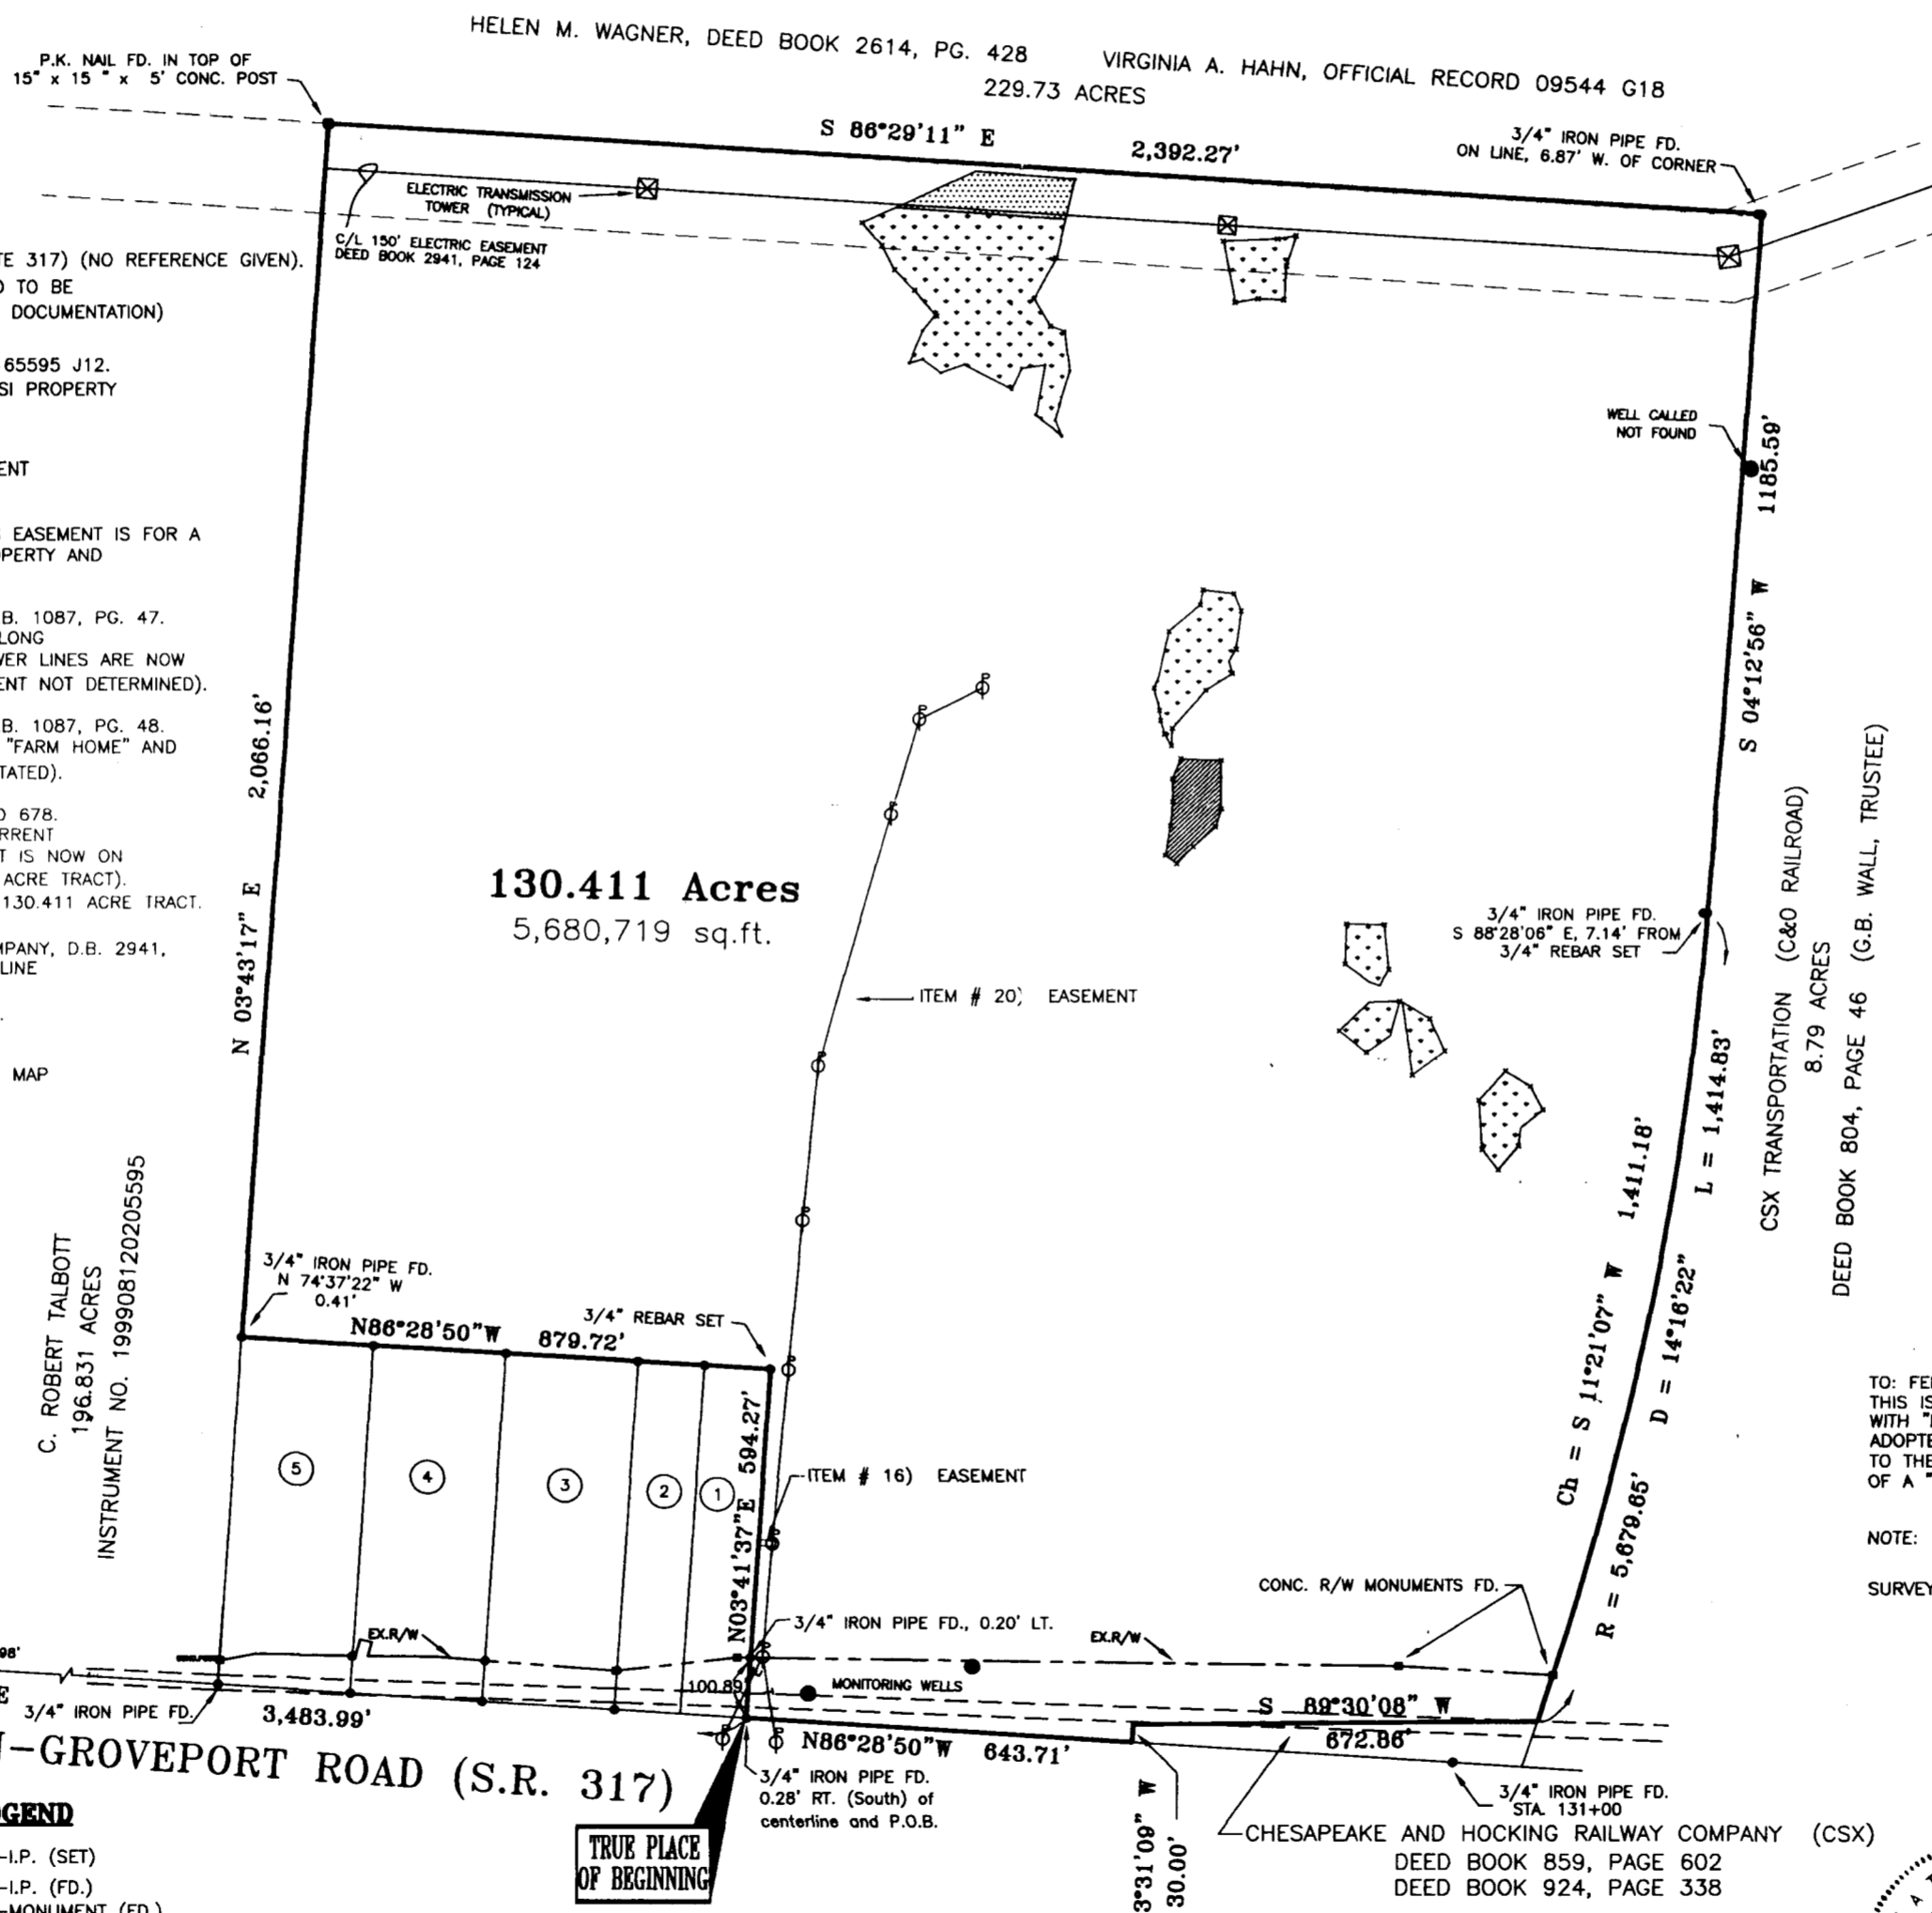 HELEN M. WAGNER, DEED BOOK 2614, PG. 428
VIRGINIA A. HAHN, OFFICIAL RECORD 09544 G18
229.73 ACRES
P.K. NAIL FD. IN TOP OF
15" x 15 " x 5' CONC. POST
S 86°29'11" E 2,392.27'
3/4" IRON PIPE FD.
ON LINE, 6.87' W. OF CORNER
ELECTRIC TRANSMISSION
TOWER (TYPICAL)
C/L 150' ELECTRIC EASEMENT
DEED BOOK 2941, PAGE 124
TE 317) (NO REFERENCE GIVEN).
TO BE
DOCUMENTATION)
65595 J12.
SI PROPERTY
ENT
EASEMENT IS FOR A
OPERTY AND
B. 1087, PG. 47.
LONG
WER LINES ARE NOW
ENT NOT DETERMINED).
B. 1087, PG. 48.
"FARM HOME" AND
TATED).
678.
RRENT
T IS NOW ON
ACRE TRACT).
130.411 ACRE TRACT.
MPANY, D.B. 2941,
LINE
MAP
WELL CALLED
NOT FOUND
S 04°12'56" W 1185.59'
N 03°43'17" E 2,066.16'
130.411 Acres
5,680,719 sq.ft.
3/4" IRON PIPE FD.
S 88°28'06" E, 7.14' FROM
3/4" REBAR SET
ITEM # 20) EASEMENT
CSX TRANSPORTATION (C&O RAILROAD)
8.79 ACRES
DEED BOOK 804, PAGE 46 (G.B. WALL, TRUSTEE)
Ch = S 11°21'07" W 1,411.18'
R = 5,679.65' D = 14°16'22" L = 1,414.83'
C. ROBERT TALBOTT
196.831 ACRES
INSTRUMENT NO. 199908120205595
3/4" IRON PIPE FD.
N 74°37'22" W
0.41'
N86°28'50"W 879.72'
3/4" REBAR SET
5
4
3
2
1
N03°41'37"E 594.27'
ITEM # 16) EASEMENT
TO: FE
THIS IS
WITH "
ADOPTE
TO THE
OF A "
NOTE:
SURVEY
CONC. R/W MONUMENTS FD.
3/4" IRON PIPE FD., 0.20' LT.
EX.R/W
EX.R/W
98'
100.89
MONITORING WELLS
S 89°30'08" W
672.86'
3/4" IRON PIPE FD.
3,483.99'
N86°28'50"W 643.71'
-GROVEPORT ROAD (S.R. 317)
3/4" IRON PIPE FD.
0.28' RT. (South) of
centerline and P.O.B.
TRUE PLACE
OF BEGINNING
3°31'09" W
30.00'
3/4" IRON PIPE FD.
STA. 131+00
CHESAPEAKE AND HOCKING RAILWAY COMPANY (CSX)
DEED BOOK 859, PAGE 602
DEED BOOK 924, PAGE 338
GEND
-I.P. (SET)
-I.P. (FD.)
-MONUMENT (FD.)